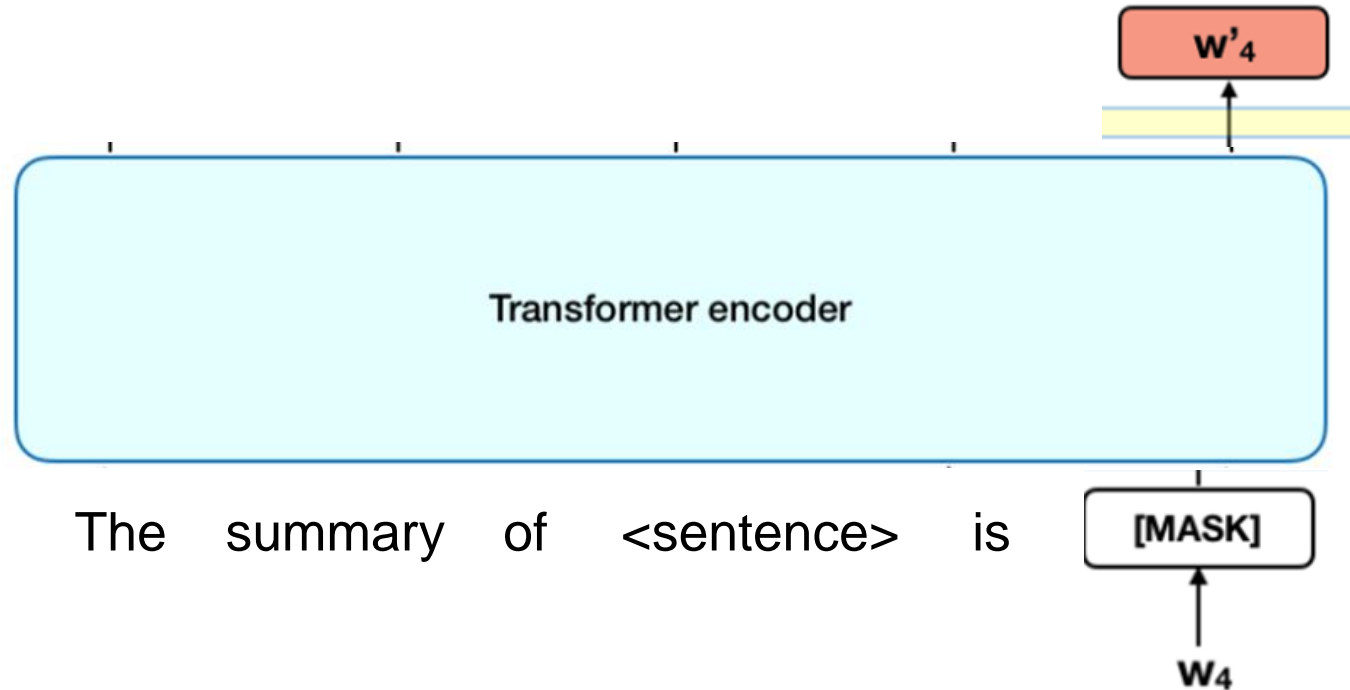 w'4
Transformer encoder
The summary of <sentence> is [MASK]
w4